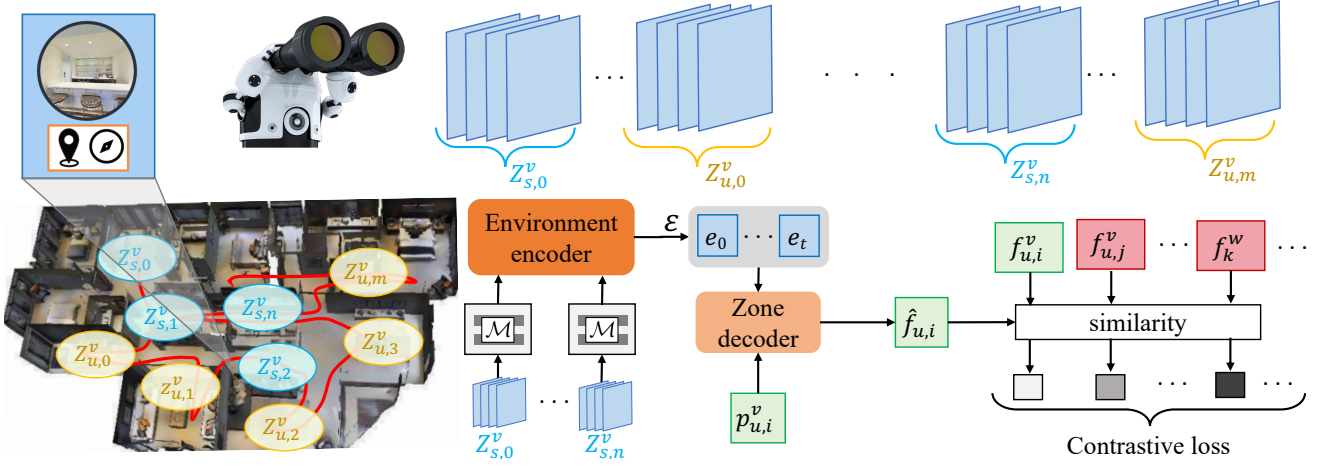 Z^v_{s,0}
...
Z^v_{u,0}
. . .
Z^v_{s,n}
...
Z^v_{u,m}
Z^v_{s,0}
Z^v_{u,m}
Z^v_{s,1}
Z^v_{s,n}
Z^v_{u,0}
Z^v_{u,3}
Z^v_{s,2}
z^v_{u,1}
Z^v_{u,2}
Environment
encoder
ℰ
e_0 ... e_t
ℳ
ℳ
...
Z^v_{s,0}
Z^v_{s,n}
Zone
decoder
p^v_{u,i}
f̂_{u,i}
f^v_{u,i} f^v_{u,j} ... f^w_k ...
similarity
... ...
Contrastive loss